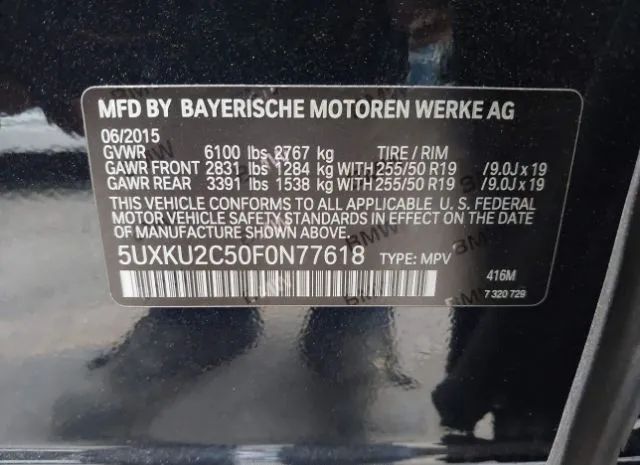 MFD BY BAYERISCHE MOTOREN WERKE AG
06/2015
GVWR 6100 lbs 2767 kg TIRE / RIM
GAWR FRONT 2831 lbs 1284 kg WITH 255/50 R19 /9.0J x 19
GAWR REAR 3391 lbs 1538 kg WITH 255/50 R19 /9.0J x 19
THIS VEHICLE CONFORMS TO ALL APPLICABLE U. S. FEDERAL
MOTOR VEHICLE SAFETY STANDARDS IN EFFECT ON THE DATE
OF MANUFACTURE SHOWN ABOVE.
5UXKU2C50F0N77618 TYPE: MPV
416M
7 320 729